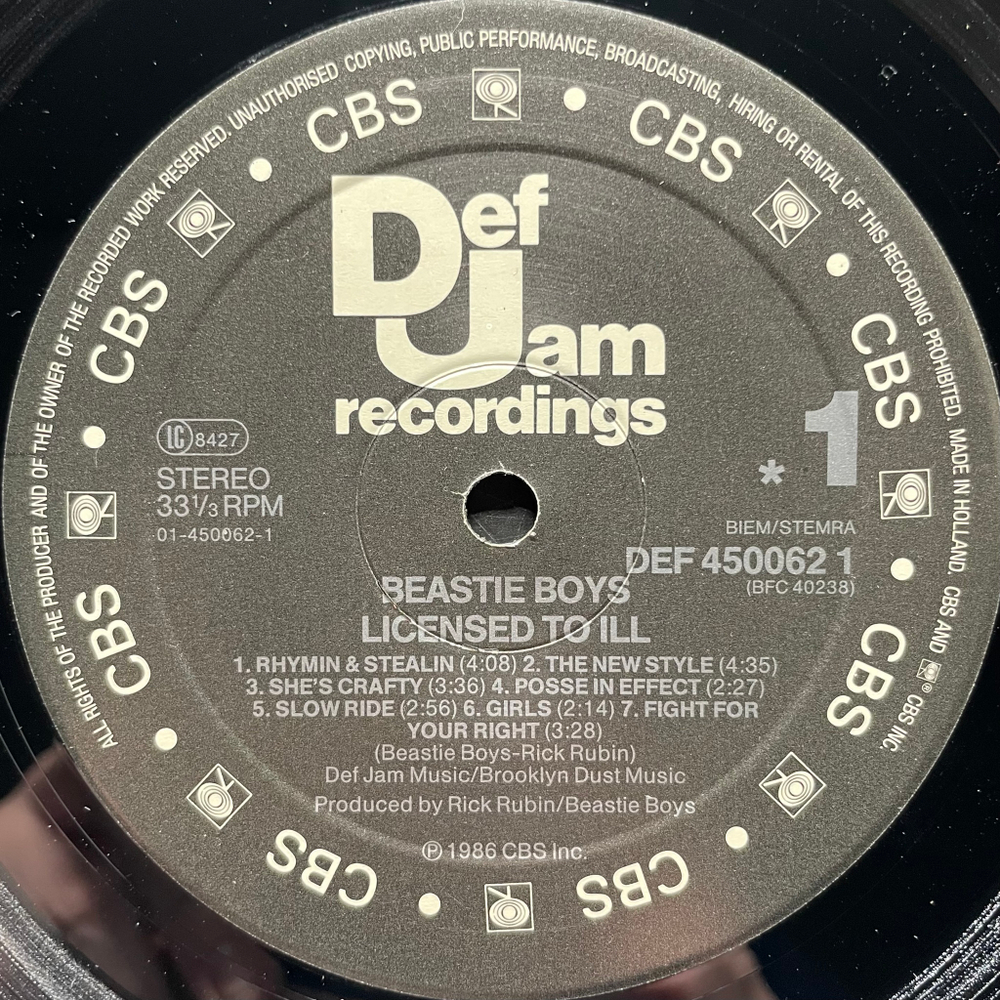 ALL RIGHTS OF THE PRODUCER AND OF THE OWNER OF THE RECORDED WORK RESERVED. UNAUTHORISED COPYING, PUBLIC PERFORMANCE, BROADCASTING, HIRING OR RENTAL OF THIS RECORDING PROHIBITED. MADE IN HOLLAND. CBS AND ® CBS INC.
CBS
CBS
CBS
CBS
CBS
CBS
CBS
CBS
Def
Jam
recordings
LC 8427
STEREO
33 1/3 RPM
01-450062-1
* 1
BIEM/STEMRA
DEF 450062 1
(BFC 40238)
BEASTIE BOYS
LICENSED TO ILL
1. RHYMIN & STEALIN (4:08) 2. THE NEW STYLE (4:35)
3. SHE'S CRAFTY (3:36) 4. POSSE IN EFFECT (2:27)
5. SLOW RIDE (2:56) 6. GIRLS (2:14) 7. FIGHT FOR
YOUR RIGHT (3:28)
(Beastie Boys-Rick Rubin)
Def Jam Music/Brooklyn Dust Music
Produced by Rick Rubin/Beastie Boys
℗ 1986 CBS Inc.